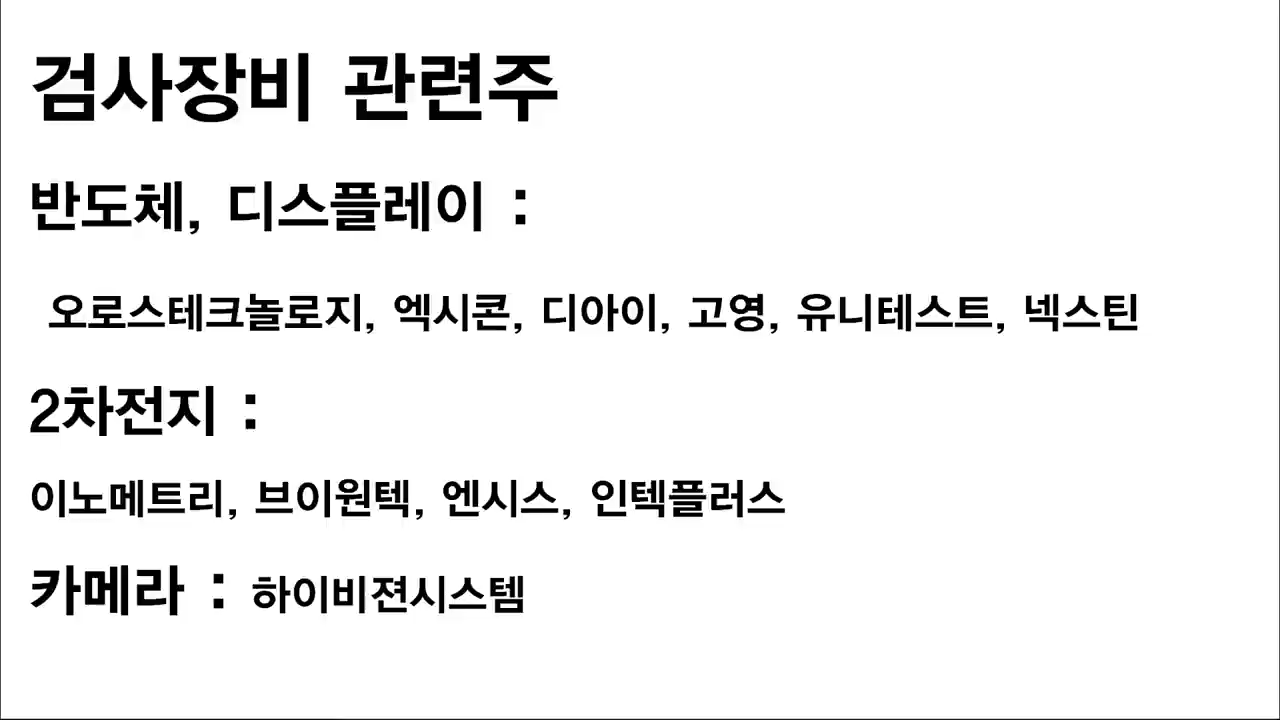 검사장비 관련주
반도체, 디스플레이 :
오로스테크놀로지, 엑시콘, 디아이, 고영, 유니테스트, 넥스틴
2차전지 :
이노메트리, 브이원텍, 엔시스, 인텍플러스
카메라 : 하이비젼시스템